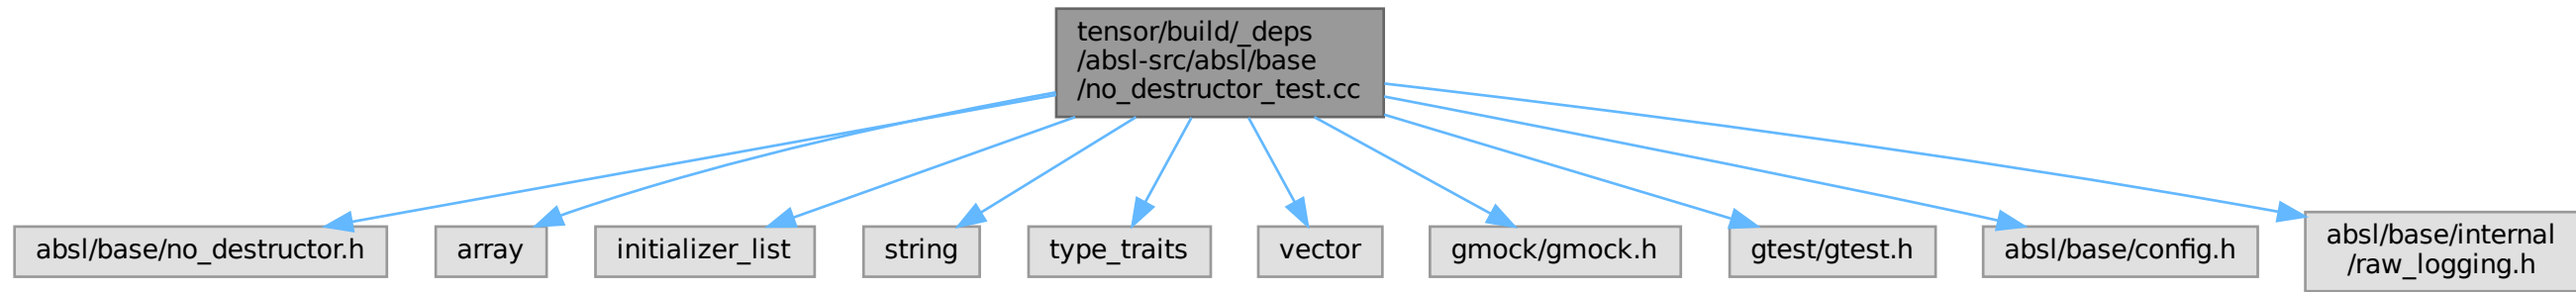 tensor/build/_deps
/absl-src/absl/base
/no_destructor_test.cc
absl/base/no_destructor.h
array
initializer_list
string
type_traits
vector
gmock/gmock.h
gtest/gtest.h
absl/base/config.h
absl/base/internal
/raw_logging.h